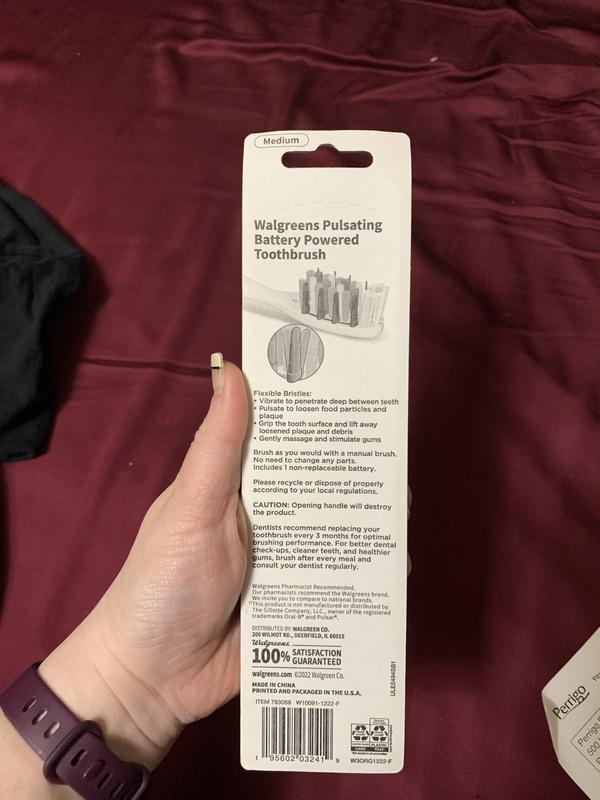 Medium
Walgreens Pulsating
Battery Powered
Toothbrush
Flexible Bristles:
• Vibrate to penetrate deep between teeth
• Pulsate to loosen food particles and
plaque
• Grip the tooth surface and lift away
loosened plaque and debris
• Gently massage and stimulate gums
Brush as you would with a manual brush.
No need to change any parts.
Includes 1 non-replaceable battery.
Please recycle or dispose of properly
according to your local regulations.
CAUTION: Opening handle will destroy
the product.
Dentists recommend replacing your
toothbrush every 3 months for optimal
brushing performance. For better dental
check-ups, cleaner teeth, and healthier
gums, brush after every meal and
consult your dentist regularly.
Walgreens Pharmacist Recommended.
Our pharmacists recommend the Walgreens brand.
We invite you to compare to national brands.
††This product is not manufactured or distributed by
The Gillette Company, LLC., owner of the registered
trademarks Oral-B® and Pulsar®.
DISTRIBUTED BY: WALGREEN CO.
200 WILMOT RD., DEERFIELD, IL 60015
Walgreens
100% SATISFACTION
GUARANTEED
walgreens.com ©2022 Walgreen Co.
MADE IN CHINA
PRINTED AND PACKAGED IN THE U.S.A.
ULE5494SB1
ITEM 783059 W10091-1222-F
1 95602 03241 9
W3ORG1222-F
Perrigo
Perrigo
500